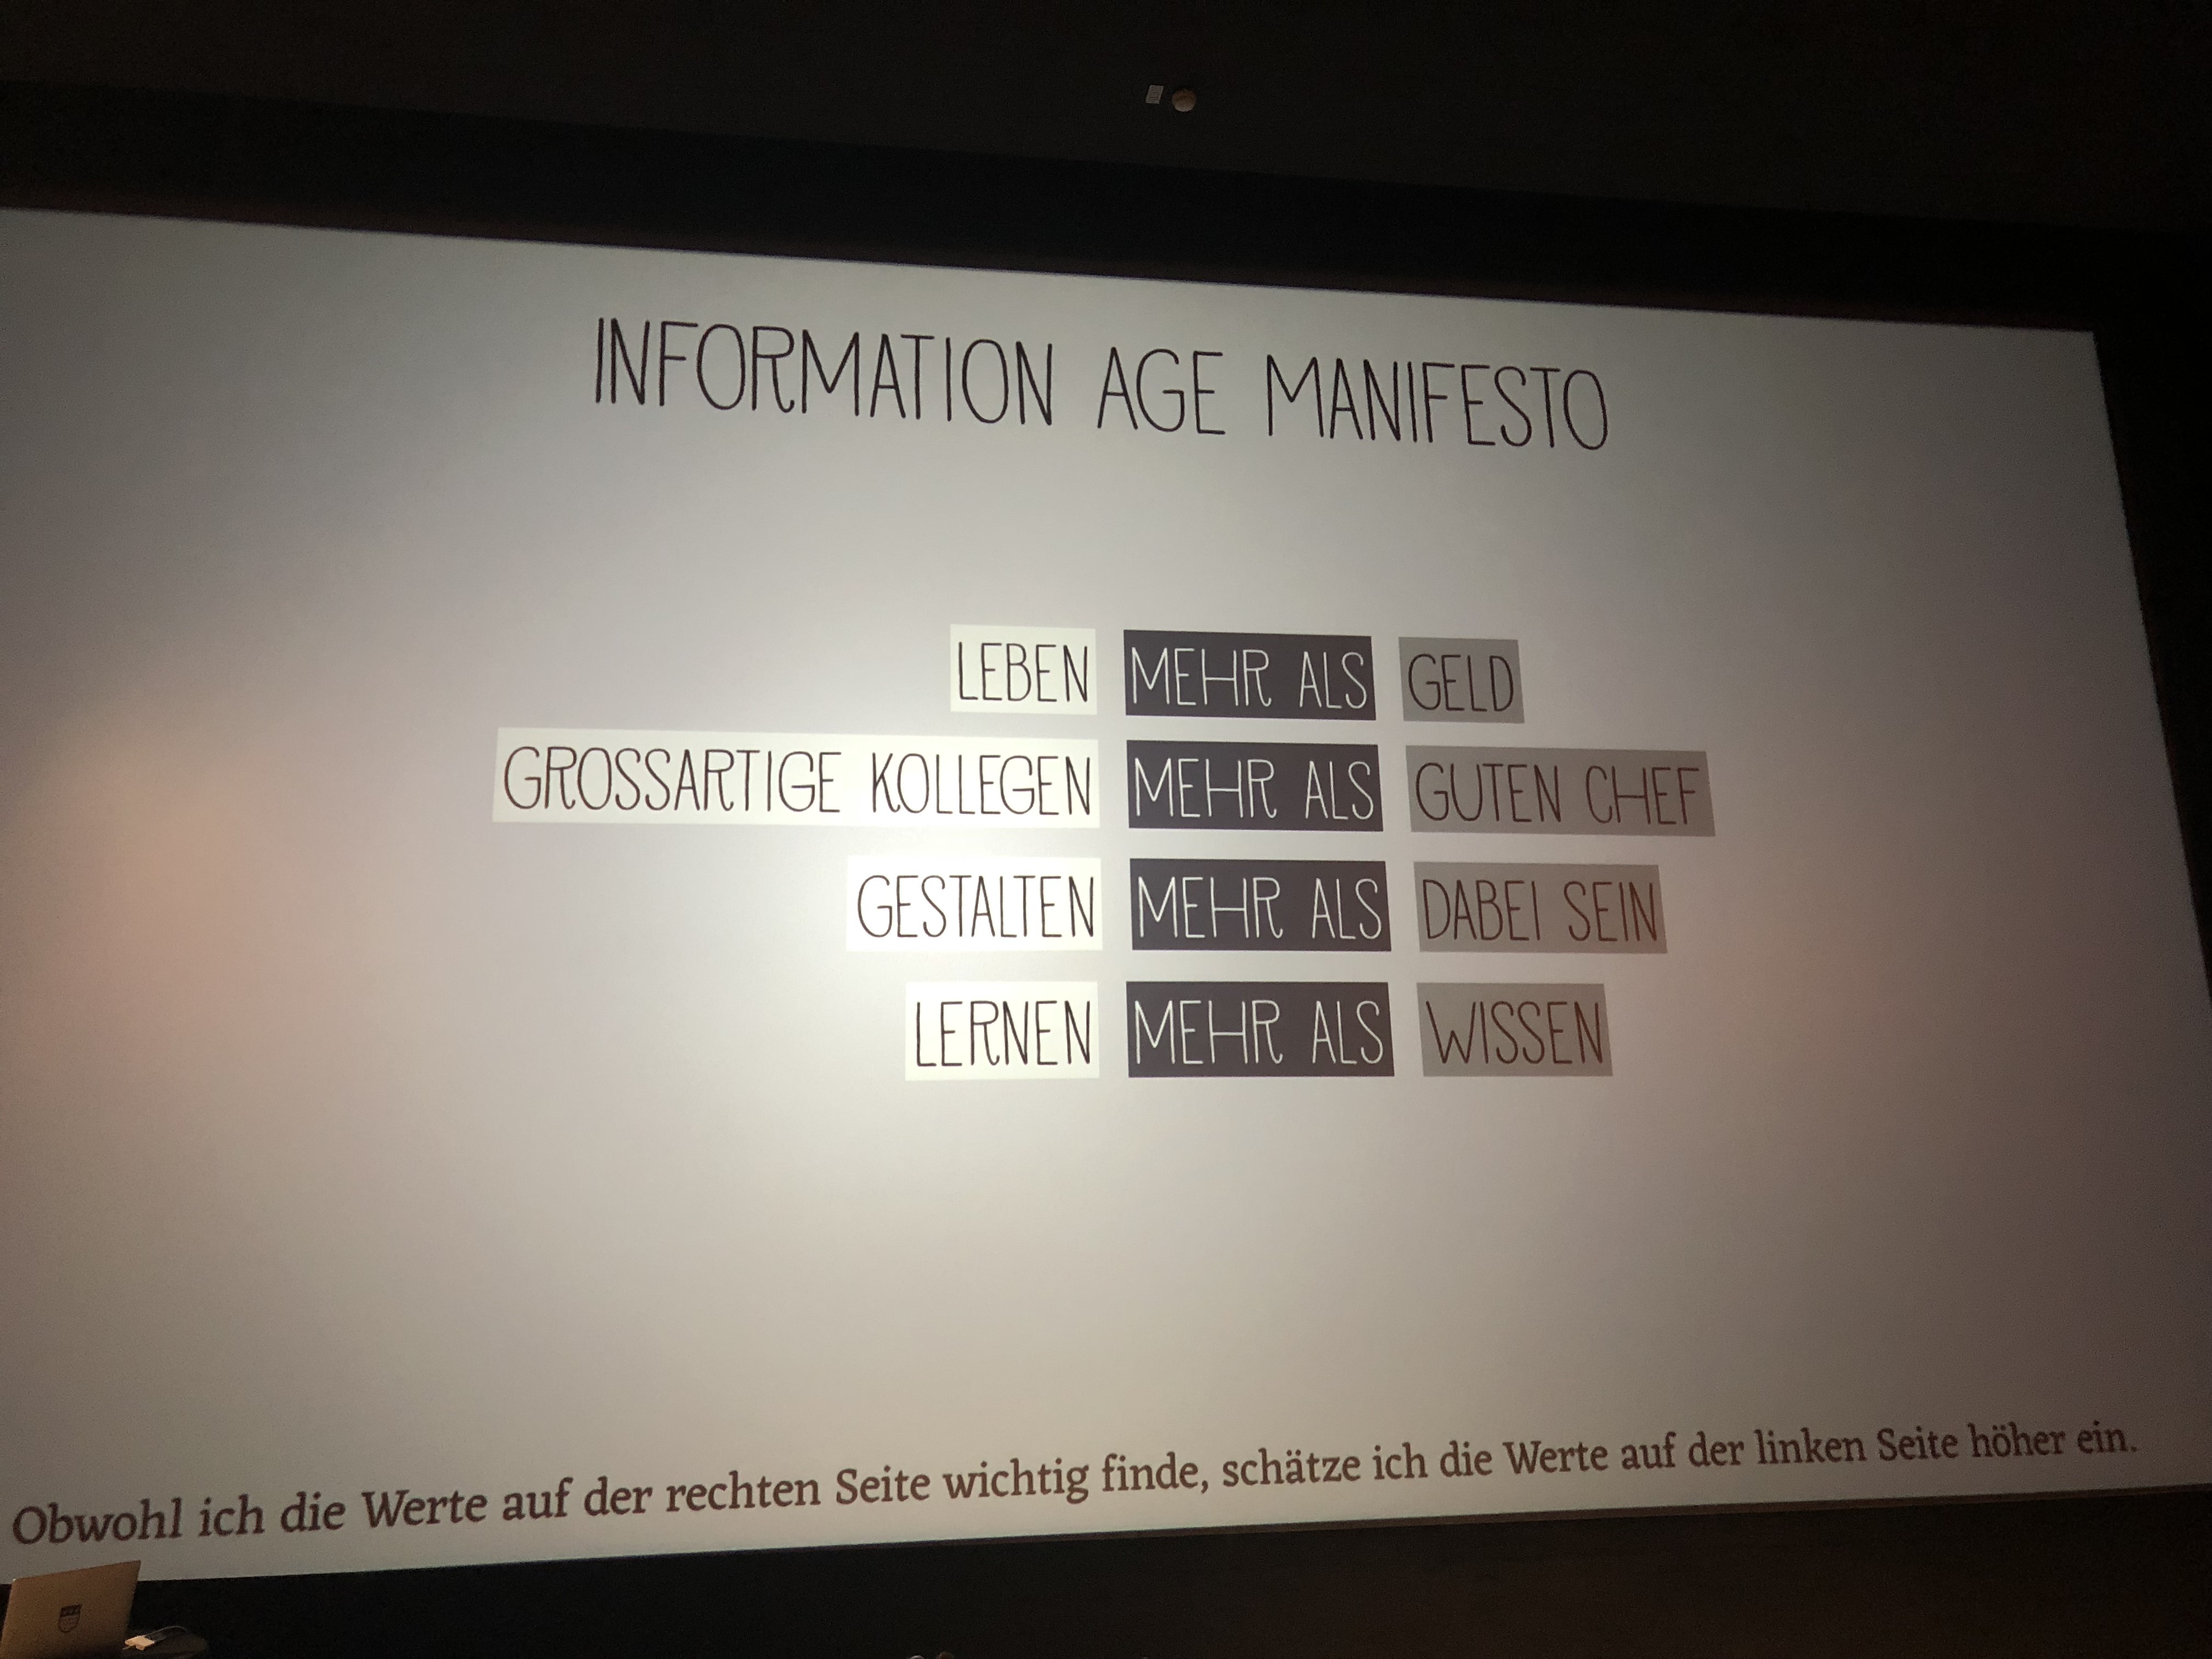 INFORMATION AGE MANIFESTO
LEBEN MEHR ALS GELD
GROSSARTIGE KOLLEGEN MEHR ALS GUTEN CHEF
GESTALTEN MEHR ALS DABEI SEIN
LERNEN MEHR ALS WISSEN
Obwohl ich die Werte auf der rechten Seite wichtig finde, schätze ich die Werte auf der linken Seite höher ein.